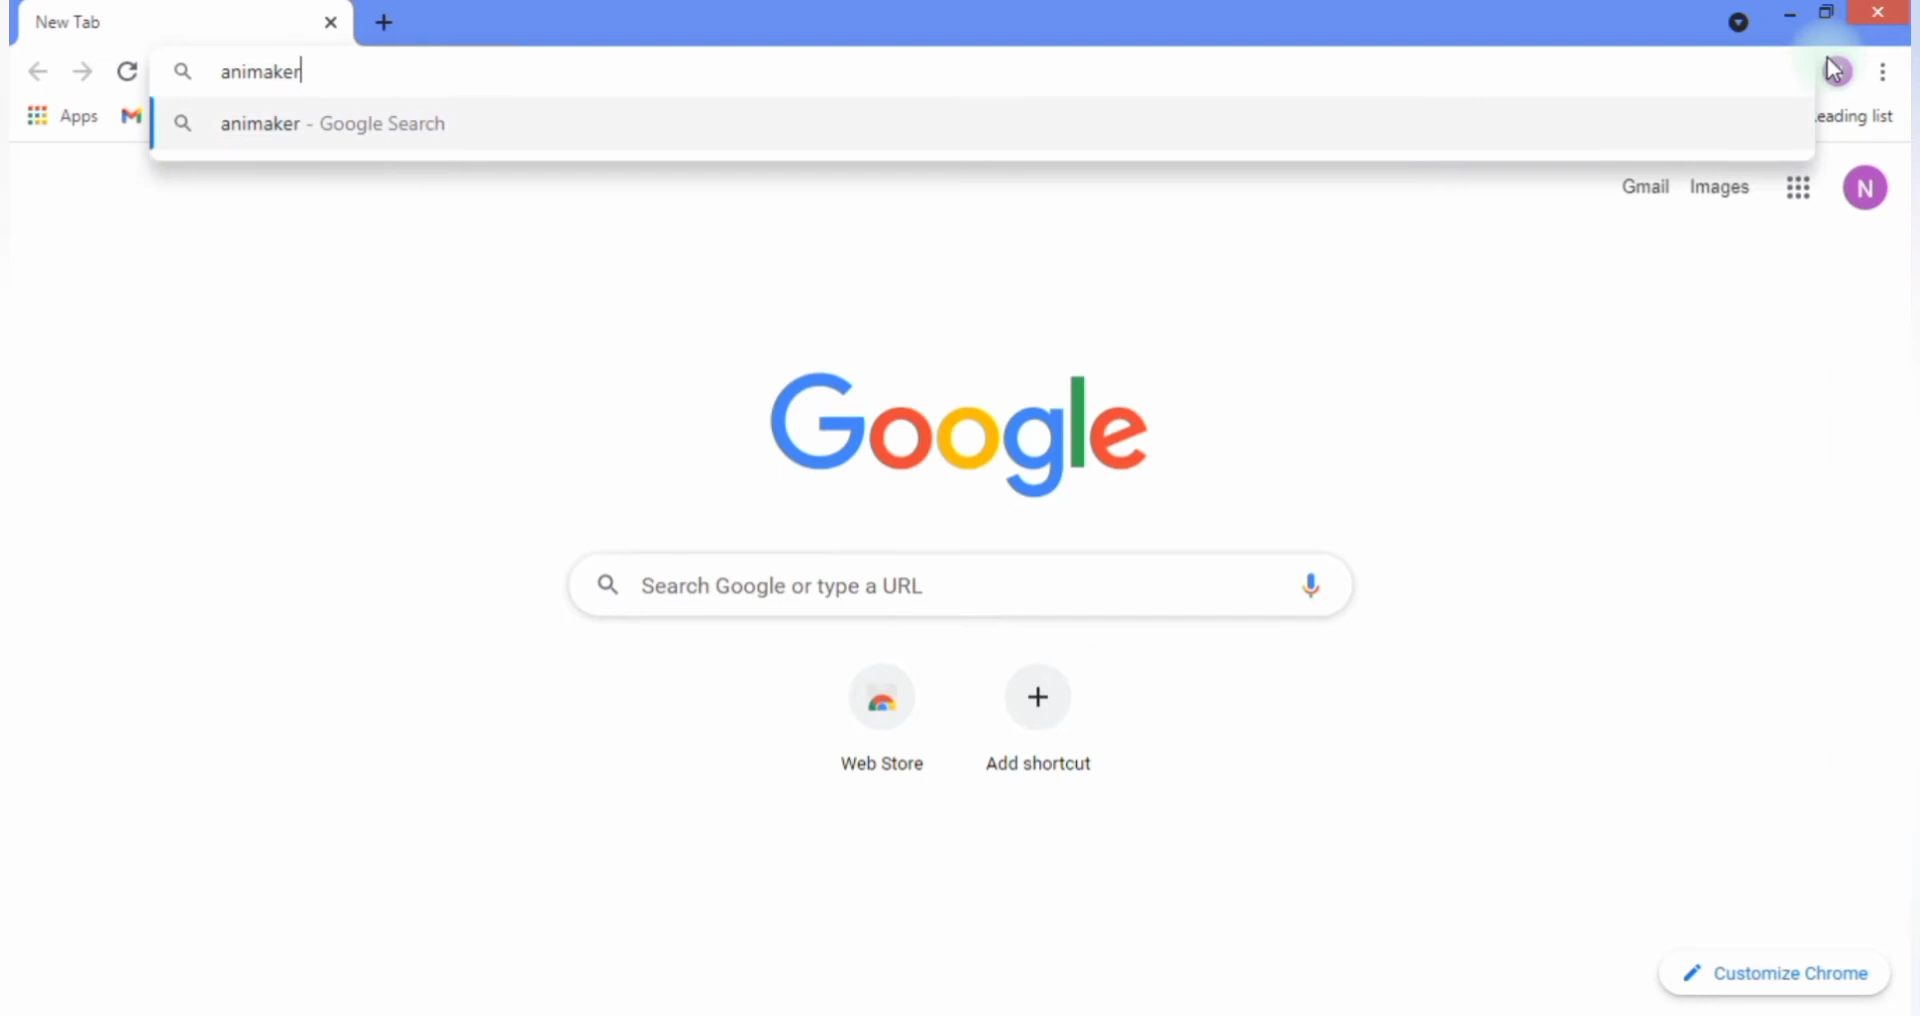 New Tab
animaker
Apps
animaker - Google Search
eading list
Gmail
Images
N
Google
Search Google or type a URL
Web Store
Add shortcut
Customize Chrome